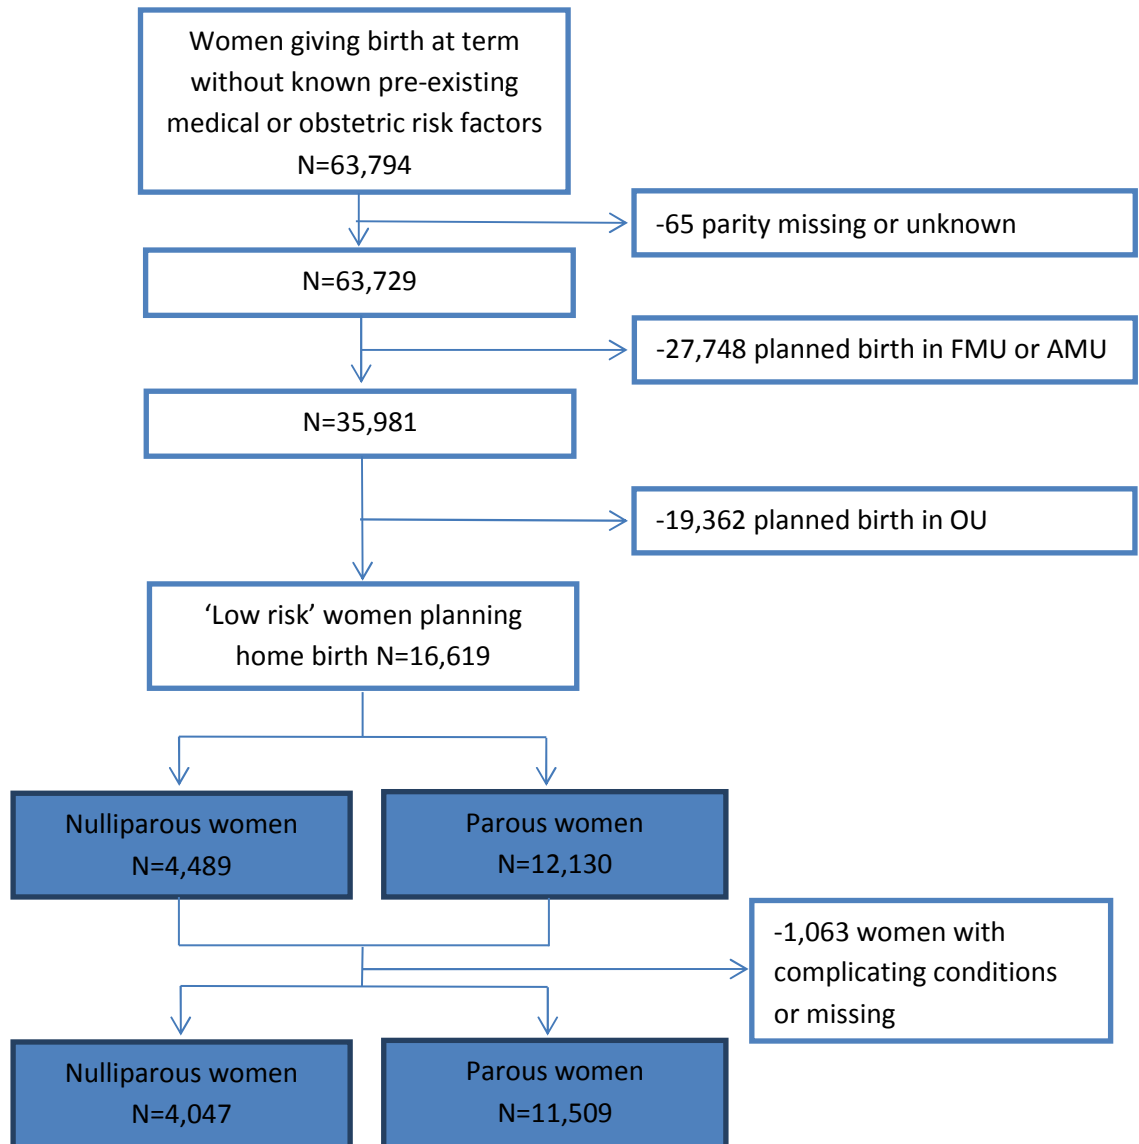 Women giving birth at term
without known pre-existing
medical or obstetric risk factors
N=63,794
-65 parity missing or unknown
N=63,729
-27,748 planned birth in FMU or AMU
N=35,981
-19,362 planned birth in OU
‘Low risk’ women planning
home birth N=16,619
Nulliparous women
N=4,489
Parous women
N=12,130
-1,063 women with
complicating conditions
or missing
Nulliparous women
N=4,047
Parous women
N=11,509